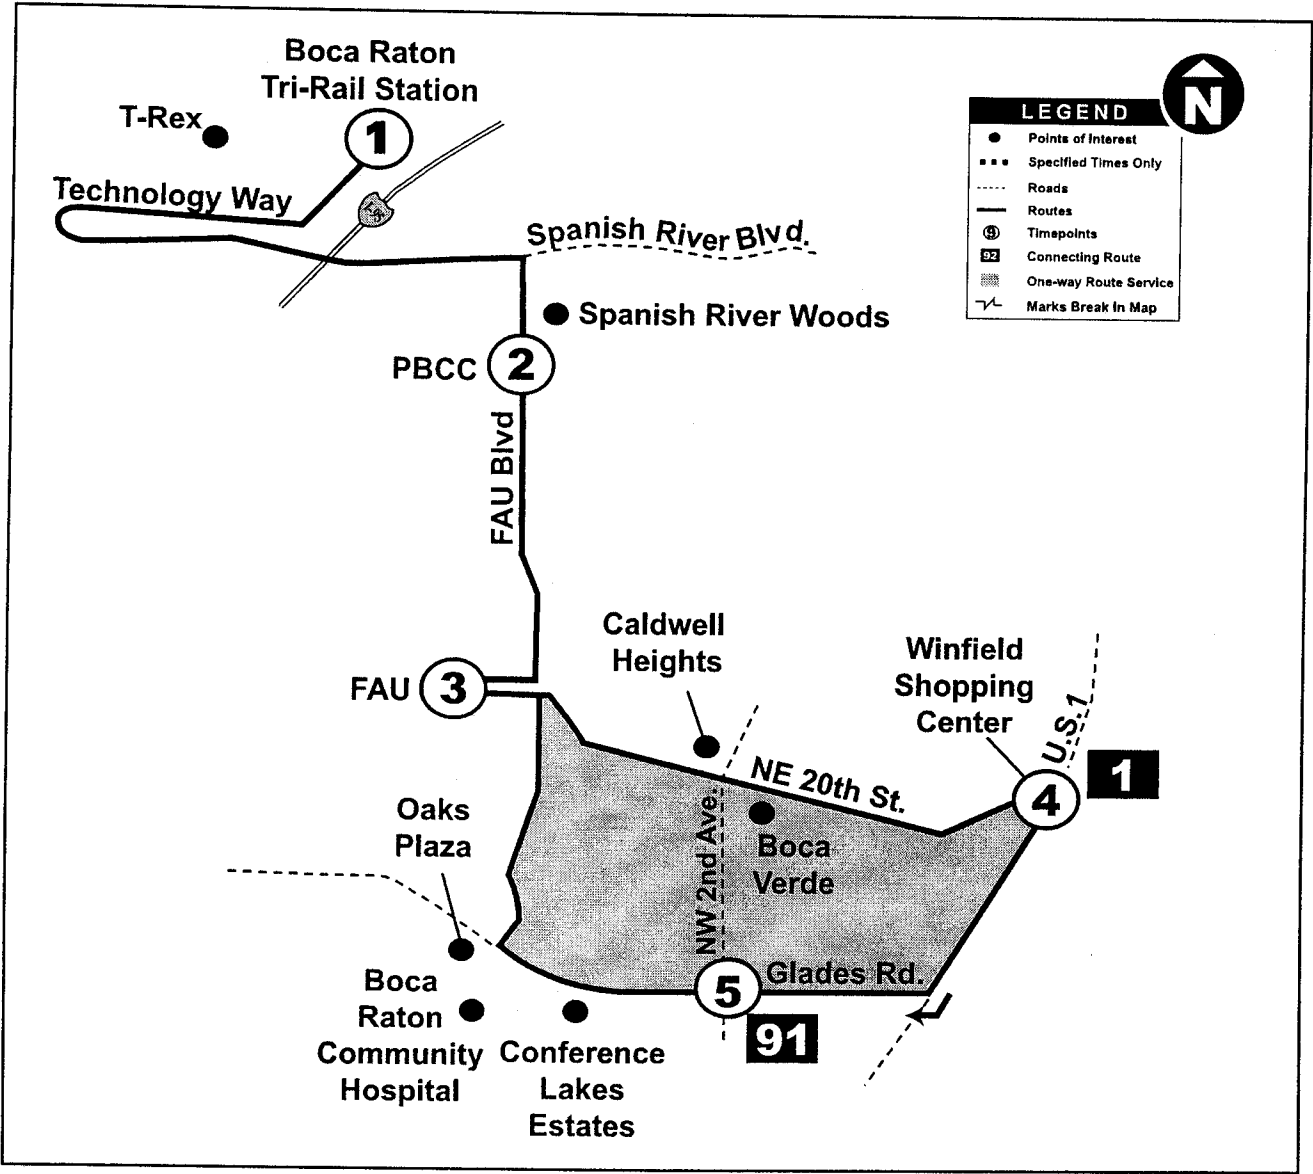 Boca Raton
Tri-Rail Station
T-Rex
1
Technology Way
Spanish River Blvd.
Spanish River Woods
PBCC
2
FAU Blvd
N
LEGEND
Points of Interest
Specified Times Only
Roads
Routes
9 Timepoints
92 Connecting Route
One-way Route Service
Marks Break In Map
Caldwell
Heights
Winfield
Shopping
Center
U.S.1
FAU
3
4
1
NE 20th St.
NW 2nd Ave.
Boca
Verde
Oaks
Plaza
Glades Rd.
5
91
Boca
Raton
Community
Hospital
Conference
Lakes
Estates